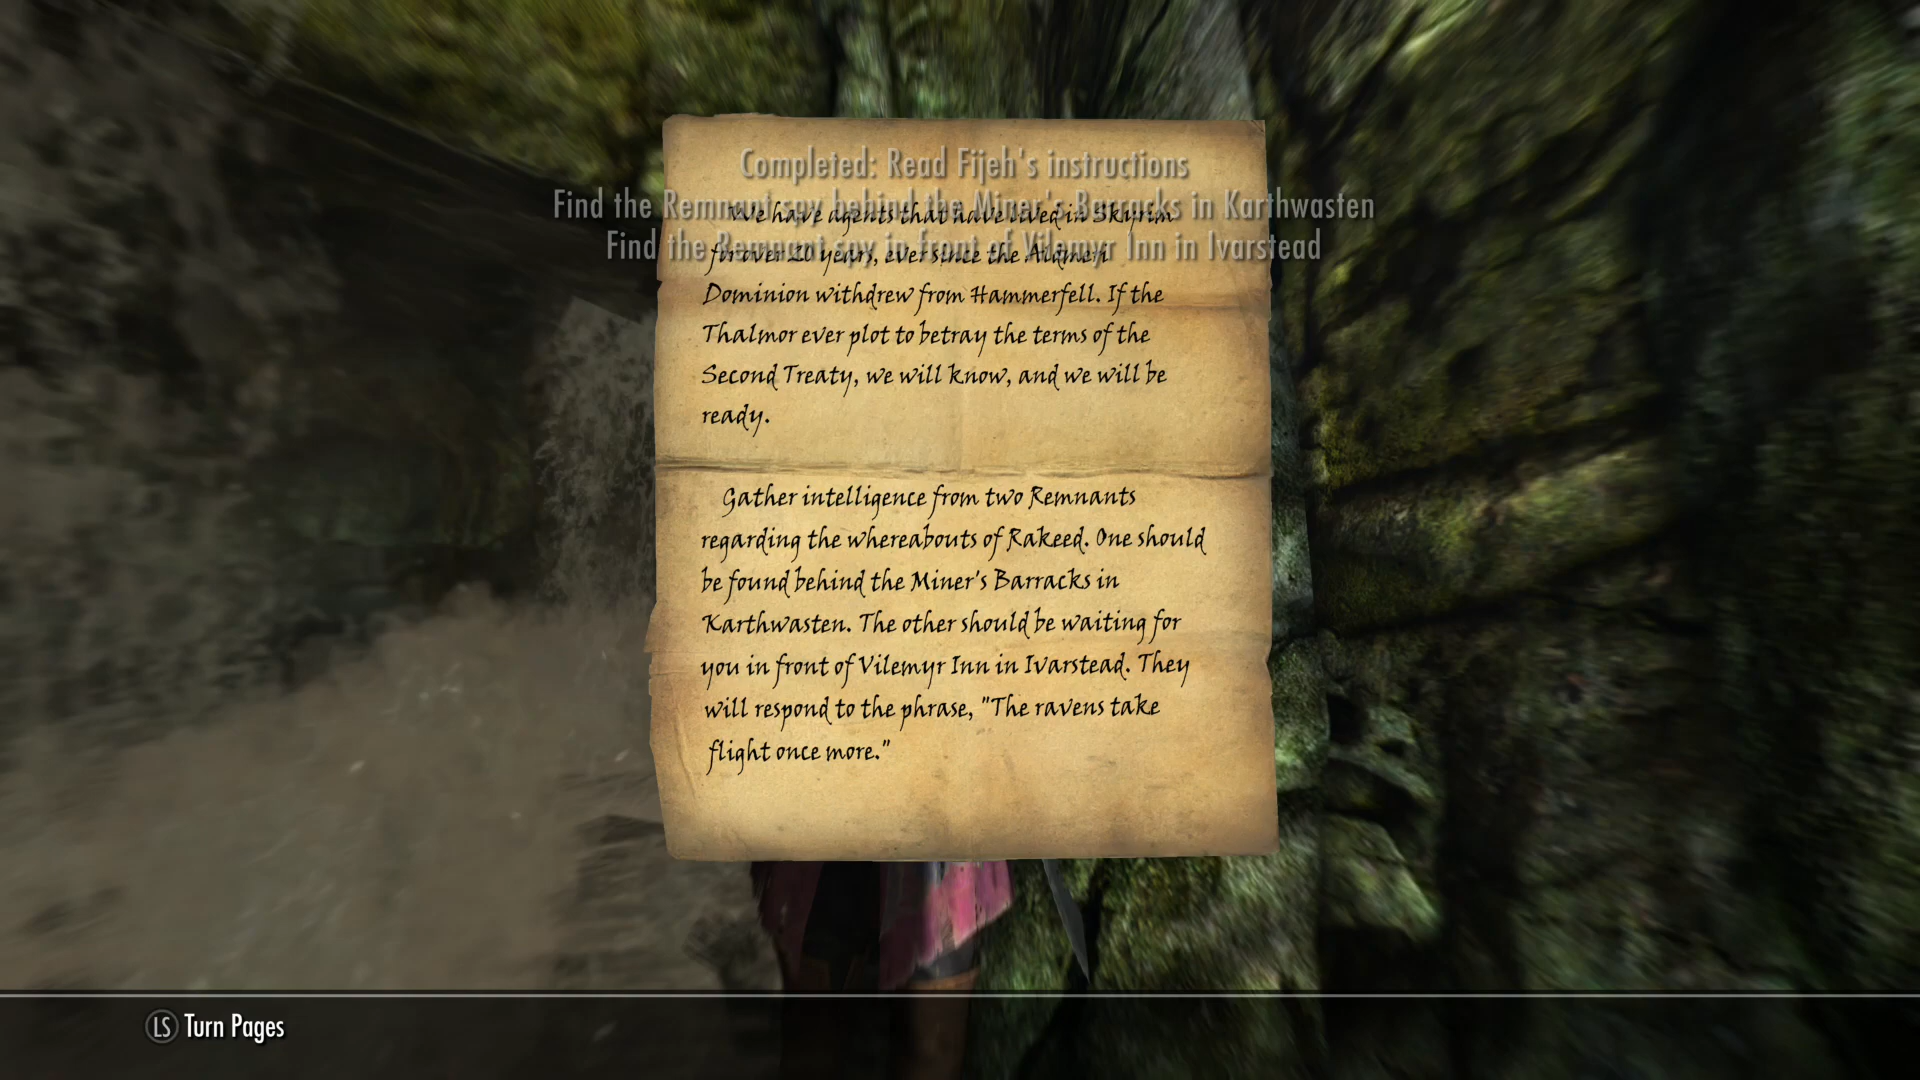 Completed: Read Fijeh's instructions
Find the Remnant spy behind the Miner's Barracks in Karthwasten
We have agents that have lived in Skyrim
Find the Remnant spy in front of Vilemyr Inn in Ivarstead
for over 20 years, ever since the Aldmeri
Dominion withdrew from Hammerfell. If the
Thalmor ever plot to betray the terms of the
Second Treaty, we will know, and we will be
ready.
Gather intelligence from two Remnants
regarding the whereabouts of Rakeed. One should
be found behind the Miner's Barracks in
Karthwasten. The other should be waiting for
you in front of Vilemyr Inn in Ivarstead. They
will respond to the phrase, "The ravens take
flight once more."
LS Turn Pages